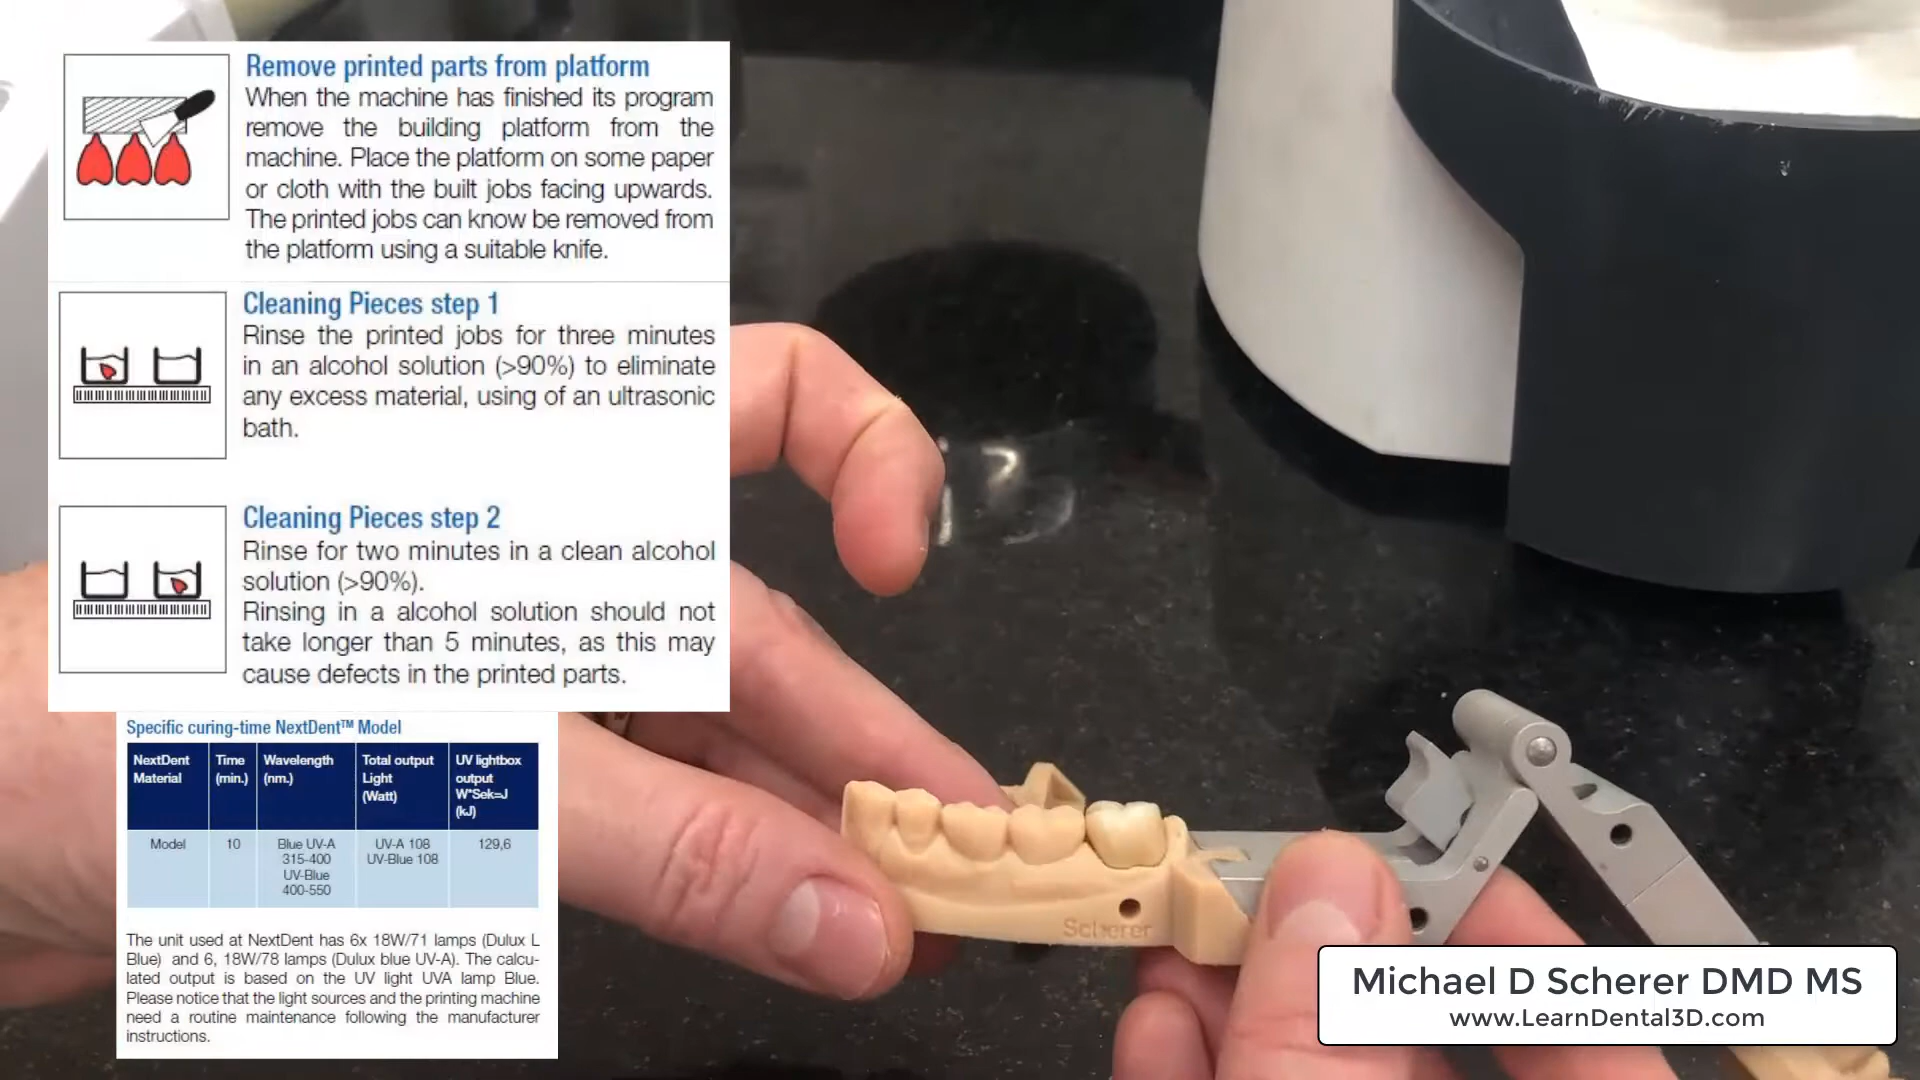 Remove printed parts from platform
When the machine has finished its program
remove the building platform from the
machine. Place the platform on some paper
or cloth with the built jobs facing upwards.
The printed jobs can know be removed from
the platform using a suitable knife.
Cleaning Pieces step 1
Rinse the printed jobs for three minutes
in an alcohol solution (>90%) to eliminate
any excess material, using of an ultrasonic
bath.
Cleaning Pieces step 2
Rinse for two minutes in a clean alcohol
solution (>90%).
Rinsing in a alcohol solution should not
take longer than 5 minutes, as this may
cause defects in the printed parts.
Specific curing-time NextDent™ Model
NextDent Material
Time (min.)
Wavelength (nm.)
Total output Light (Watt)
UV lightbox output W*Sek=J (kJ)
Model
10
Blue UV-A
315-400
UV-Blue
400-550
UV-A 108
UV-Blue 108
129,6
The unit used at NextDent has 6x 18W/71 lamps (Dulux L
Blue) and 6, 18W/78 lamps (Dulux blue UV-A). The calcu-
lated output is based on the UV light UVA lamp Blue.
Please notice that the light sources and the printing machine
need a routine maintenance following the manufacturer
instructions.
Scherer
Michael D Scherer DMD MS
www.LearnDental3D.com